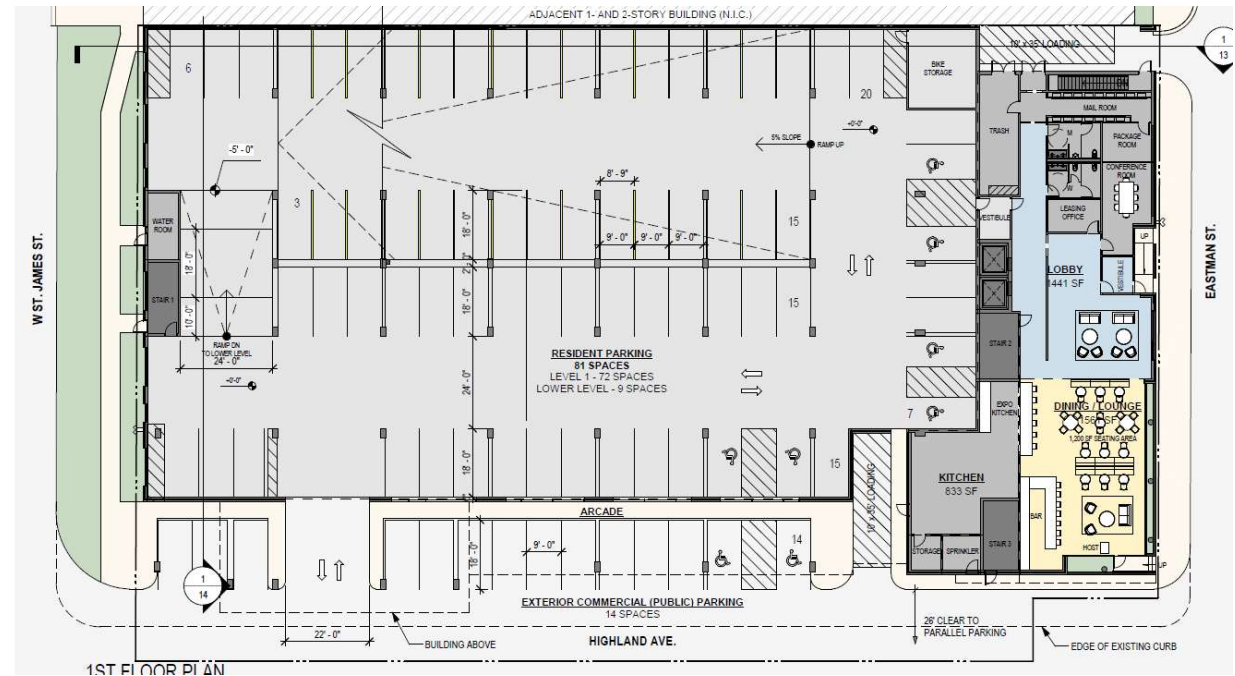 ADJACENT 1- AND 2-STORY BUILDING (N.I.C.)
10' x 35' LOADING
1
13
6
BIKE
STORAGE
20
+0'-0"
5% SLOPE
RAMP UP
TRASH
MAIL ROOM
M
PACKAGE
ROOM
CONFERENCE
ROOM
W
LEASING
OFFICE
-5' - 0"
8' - 9"
3
15
WATER
ROOM
18' - 0"
18' - 0"
9' - 0"
9' - 0"
9' - 0"
VESTIBULE
UP
LOBBY
1441 SF
VESTIBULE
W ST. JAMES ST.
EASTMAN ST.
STAIR 1
10' - 0"
18' - 0"
15
RAMP DN
TO LOWER LEVEL
24' - 0"
+0'-0"
RESIDENT PARKING
81 SPACES
LEVEL 1 - 72 SPACES
LOWER LEVEL - 9 SPACES
24' - 0"
STAIR 2
7
EXPO
KITCHEN
DINING / LOUNGE
1,200 SF SEATING AREA
18' - 0"
15
KITCHEN
833 SF
10' x 35' LOADING
BAR
ARCADE
STORAGE
SPRINKLER
STAIR 3
HOST
UP
18' - 0"
9' - 0"
14
1
14
EXTERIOR COMMERCIAL (PUBLIC) PARKING
14 SPACES
22' - 0"
BUILDING ABOVE
HIGHLAND AVE.
26' CLEAR TO
PARALLEL PARKING
EDGE OF EXISTING CURB
1ST FLOOR PLAN